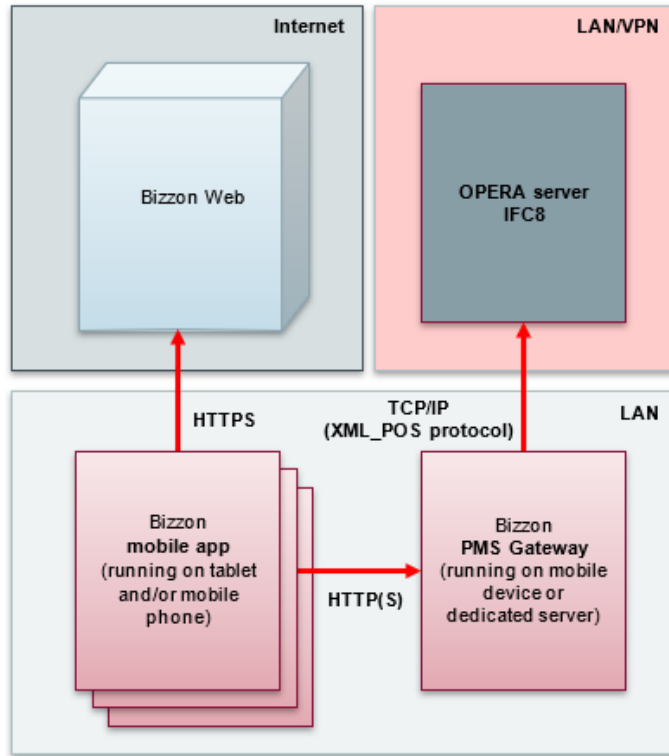 Internet
LAN/VPN
Bizzon Web
OPERA server
IFC8
HTTPS
TCP/IP
(XML_POS protocol)
LAN
Bizzon
mobile app
(running on tablet
and/or mobile
phone)
HTTP(S)
Bizzon
PMS Gateway
(running on mobile
device or
dedicated server)